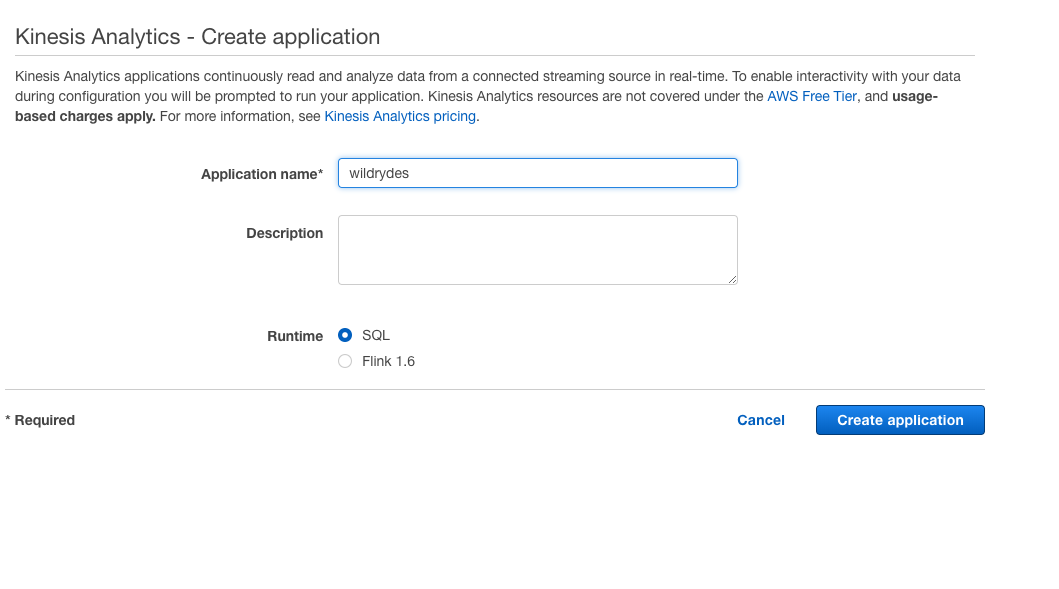 Kinesis Analytics - Create application
Kinesis Analytics applications continuously read and analyze data from a connected streaming source in real-time. To enable interactivity with your data
during configuration you will be prompted to run your application. Kinesis Analytics resources are not covered under the AWS Free Tier, and usage-
based charges apply. For more information, see Kinesis Analytics pricing.
Application name* wildrydes
Description
Runtime SQL
Flink 1.6
* Required Cancel Create application